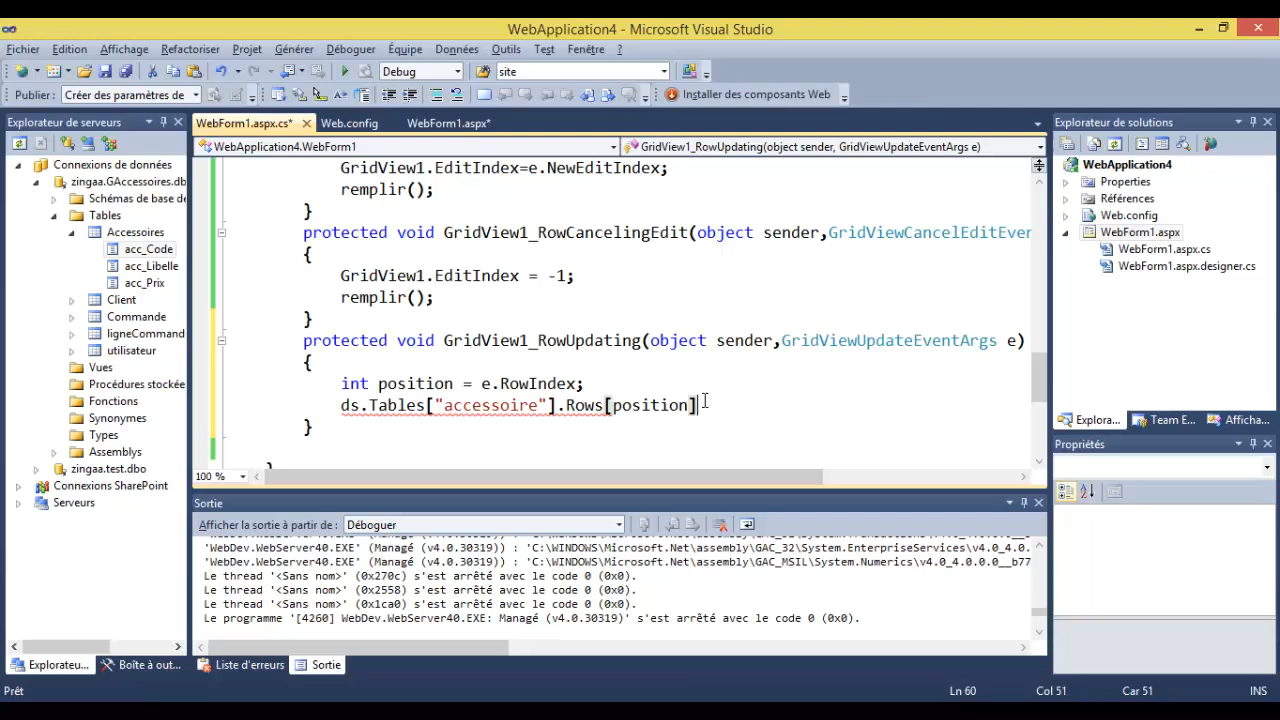 WebApplication4 - Microsoft Visual Studio
Fichier Edition Affichage Refactoriser Projet Générer Déboguer Équipe Données Outils Test Fenêtre ?
Debug site
Publier : Créer des paramètres de Installer des composants Web
Explorateur de serveurs
Connexions de données
zingaa.GAccessoires.db
Schémas de base de
Tables
Accessoires
acc_Code
acc_Libelle
acc_Prix
Client
Commande
ligneCommand
utilisateur
Vues
Procédures stockée
Fonctions
Synonymes
Types
Assemblys
zingaa.test.dbo
Connexions SharePoint
Serveurs
Explorateu... Boîte à out...
WebForm1.aspx.cs* Web.config WebForm1.aspx*
WebApplication4.WebForm1 GridView1_RowUpdating(object sender, GridViewUpdateEventArgs e)
GridView1.EditIndex=e.NewEditIndex;
remplir();
}
protected void GridView1_RowCancelingEdit(object sender,GridViewCancelEditEver
{
GridView1.EditIndex = -1;
remplir();
}
protected void GridView1_RowUpdating(object sender,GridViewUpdateEventArgs e)
{
int position = e.RowIndex;
ds.Tables["accessoire"].Rows[position]
}
100 %
Sortie
Afficher la sortie à partir de : Déboguer
'WebDev.WebServer40.EXE' (Managé (v4.0.30319)) : 'C:\WINDOWS\Microsoft.Net\assembly\GAC_32\System.EnterpriseServices\v4.0_4.0.
'WebDev.WebServer40.EXE' (Managé (v4.0.30319)) : 'C:\WINDOWS\Microsoft.Net\assembly\GAC_MSIL\System.Numerics\v4.0_4.0.0.0__b77
Le thread '<Sans nom>' (0x270c) s'est arrêté avec le code 0 (0x0).
Le thread '<Sans nom>' (0x2558) s'est arrêté avec le code 0 (0x0).
Le thread '<Sans nom>' (0x1ca0) s'est arrêté avec le code 0 (0x0).
Le programme '[4260] WebDev.WebServer40.EXE: Managé (v4.0.30319)' s'est arrêté avec le code 0 (0x0).
Liste d'erreurs Sortie
Explorateur de solutions
WebApplication4
Properties
Références
Web.config
WebForm1.aspx
WebForm1.aspx.cs
WebForm1.aspx.designer.cs
Explora... Team E... Afficha...
Propriétés
Prêt Ln 60 Col 51 Car 51 INS